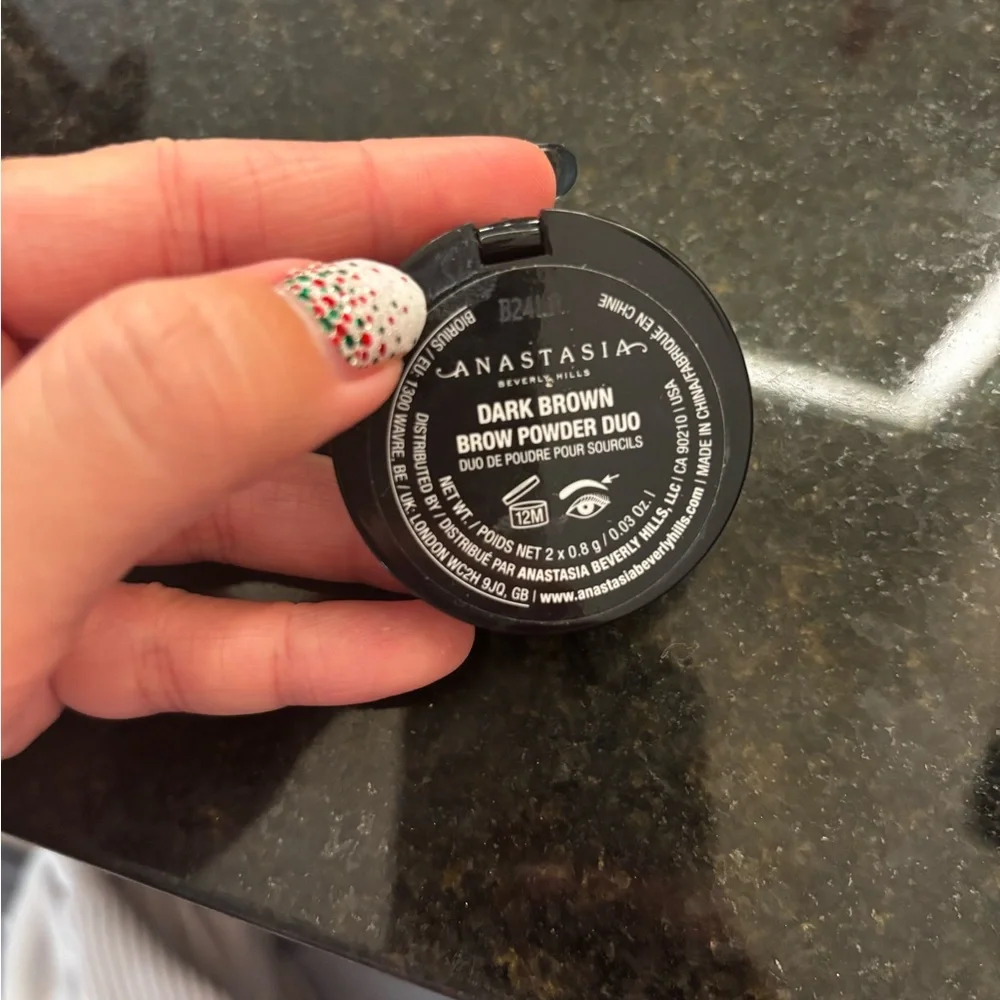 ANASTASIA
BEVERLY HILLS
DARK BROWN
BROW POWDER DUO
DUO DE POUDRE POUR SOURCILS
12M
NET WT. / POIDS NET 2 x 0.8 g / 0.03 Oz. |
DISTRIBUTED BY / DISTRIBUÉ PAR ANASTASIA BEVERLY HILLS, LLC | CA 90210 | USA
BIORIUS / EU: 1300 WAVRE, BE / UK: LONDON WC2H 9JQ, GB | www.anastasiabeverlyhills.com | MADE IN CHINA/FABRIQUÉ EN CHINE